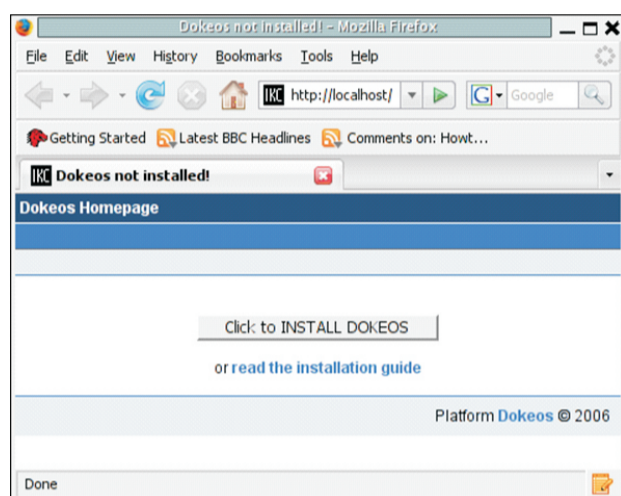 Dokeos not installed! - Mozilla Firefox
File Edit View History Bookmarks Tools Help
IKC http://localhost/ G Google
Getting Started Latest BBC Headlines Comments on: Howt...
IKC Dokeos not installed!
Dokeos Homepage
Click to INSTALL DOKEOS
or read the installation guide
Platform Dokeos © 2006
Done